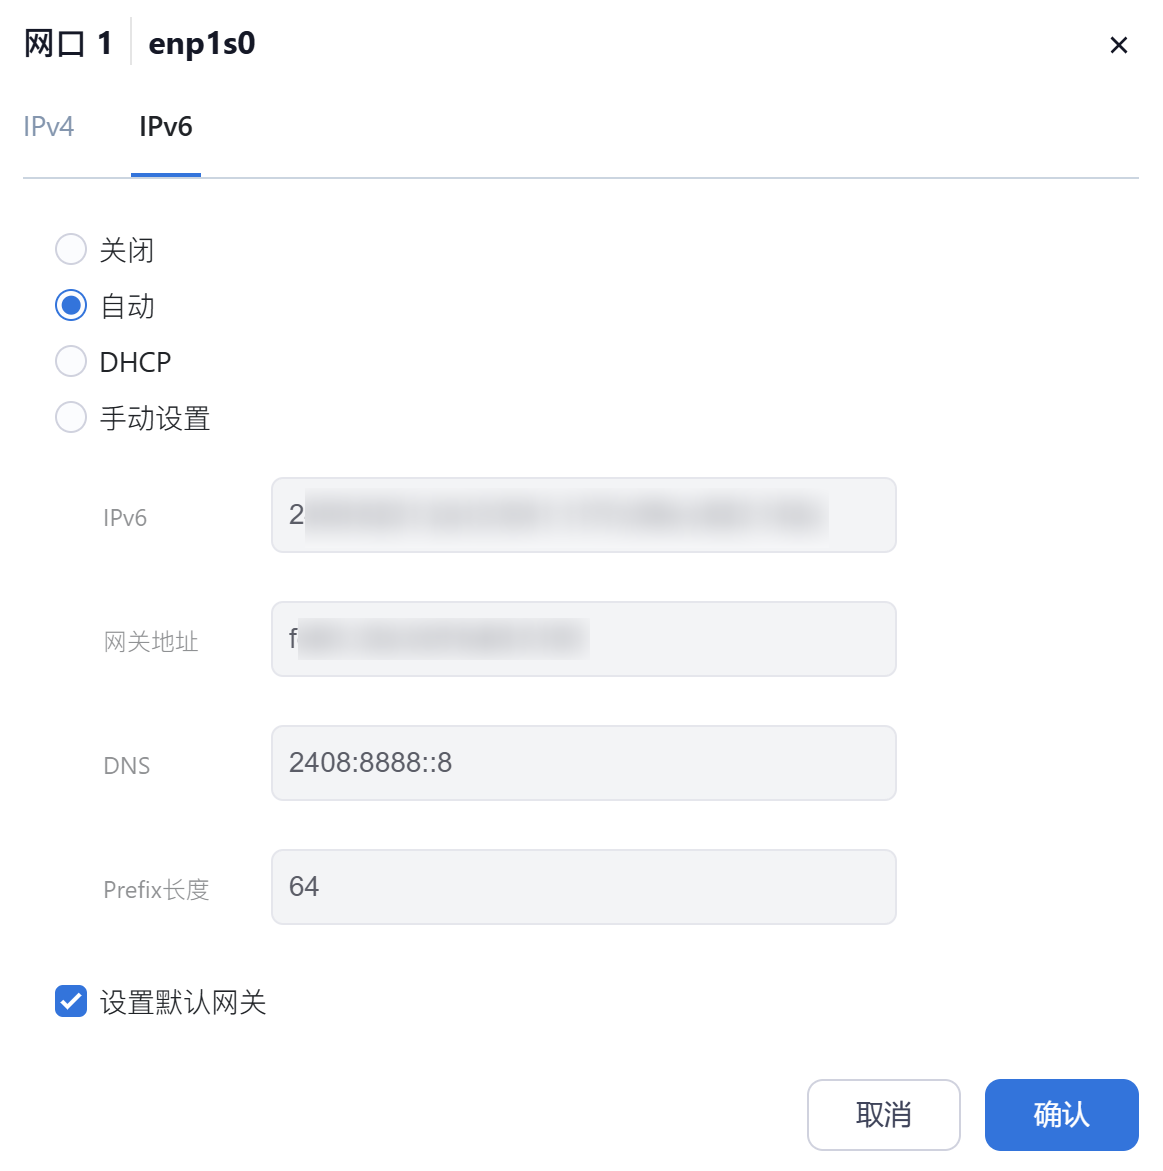 网口 1 enp1s0
IPv4 IPv6
关闭
自动
DHCP
手动设置
IPv6 2
网关地址 f
DNS 2408:8888::8
Prefix长度 64
设置默认网关
取消 确认